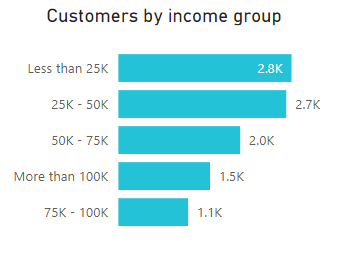 Customers by income group
Less than 25K 2.8K
25K - 50K 2.7K
50K - 75K 2.0K
More than 100K 1.5K
75K - 100K 1.1K